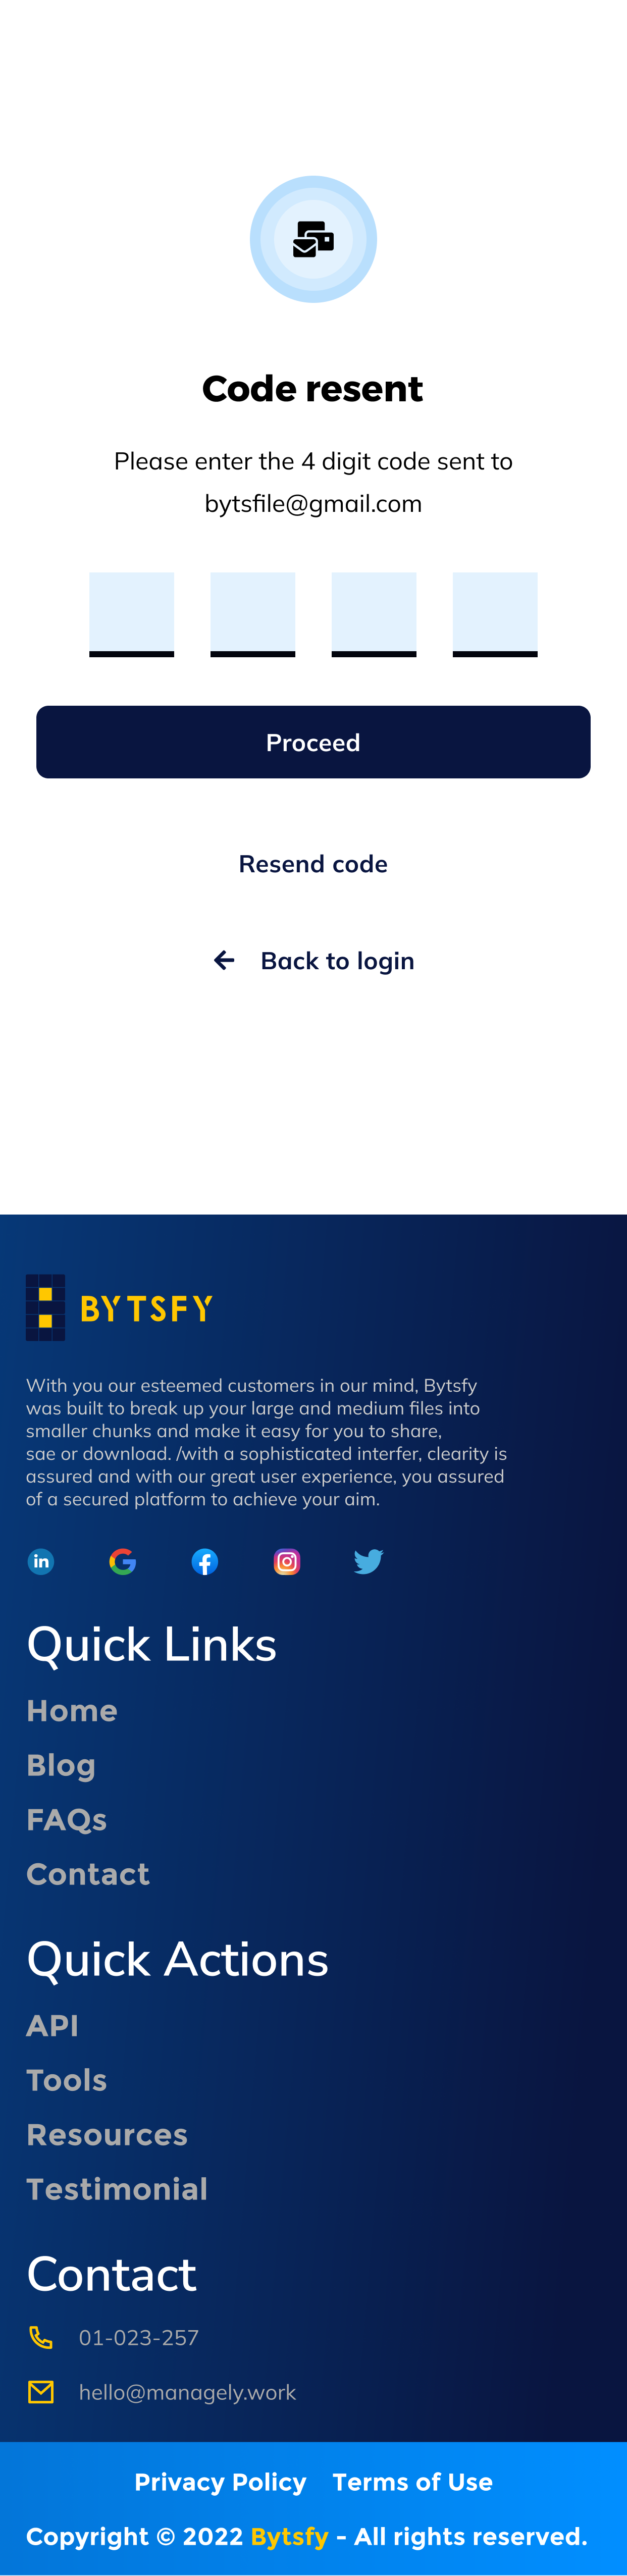 Code resent
Please enter the 4 digit code sent to
bytsfile@gmail.com
Proceed
Resend code
Back to login
BYTSFY
With you our esteemed customers in our mind, Bytsfy
was built to break up your large and medium files into
smaller chunks and make it easy for you to share,
sae or download. /with a sophisticated interfer, clearity is
assured and with our great user experience, you assured
of a secured platform to achieve your aim.
Quick Links
Home
Blog
FAQs
Contact
Quick Actions
API
Tools
Resources
Testimonial
Contact
01-023-257
hello@managely.work
Privacy Policy Terms of Use
Copyright © 2022 Bytsfy - All rights reserved.